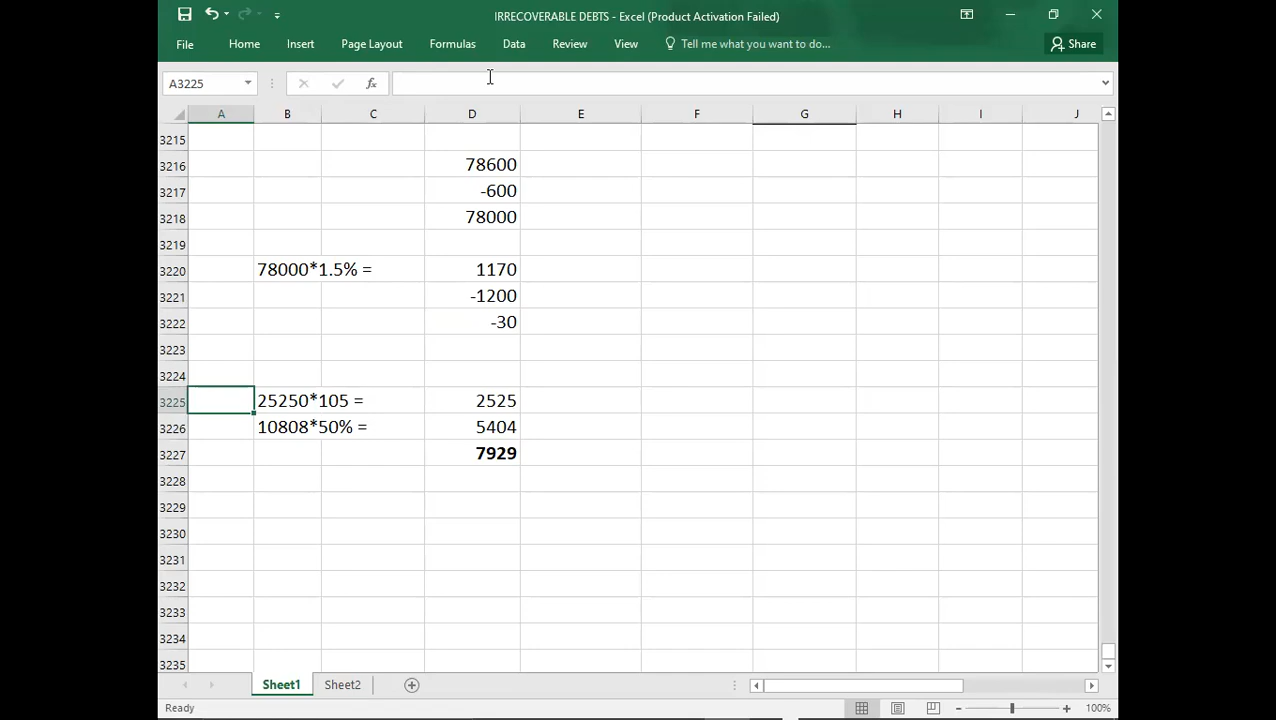 IRRECOVERABLE DEBTS - Excel (Product Activation Failed)
File Home Insert Page Layout Formulas Data Review View Tell me what you want to do... Share
A3225 fx
A B C D E F G H I J
3215
3216 78600
3217 -600
3218 78000
3219
3220 78000*1.5% = 1170
3221 -1200
3222 -30
3223
3224
3225 25250*105 = 2525
3226 10808*50% = 5404
3227 7929
3228
3229
3230
3231
3232
3233
3234
3235
Sheet1 Sheet2
Ready 100%